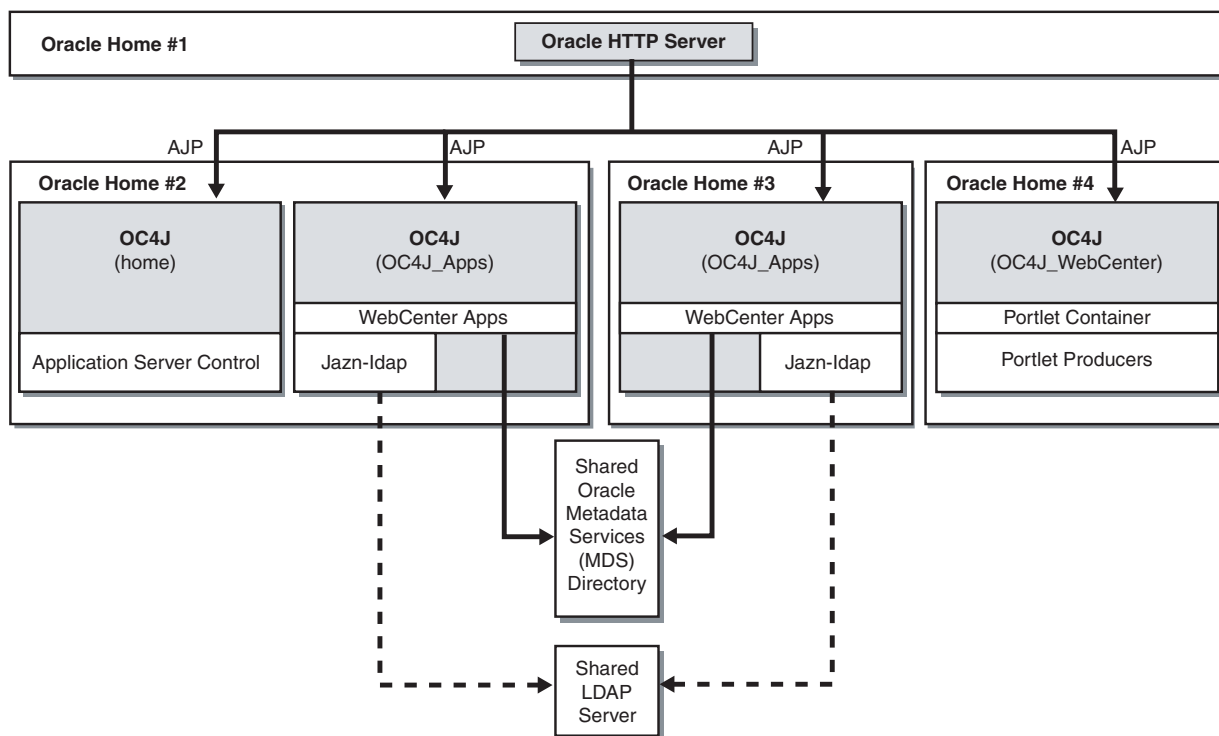 Oracle Home #1
Oracle HTTP Server
AJP
AJP
AJP
AJP
Oracle Home #2
Oracle Home #3
Oracle Home #4
OC4J
(home)
OC4J
(OC4J_Apps)
OC4J
(OC4J_Apps)
OC4J
(OC4J_WebCenter)
WebCenter Apps
WebCenter Apps
Portlet Container
Application Server Control
Jazn-ldap
Jazn-ldap
Portlet Producers
Shared
Oracle
Metadata
Services
(MDS)
Directory
Shared
LDAP
Server